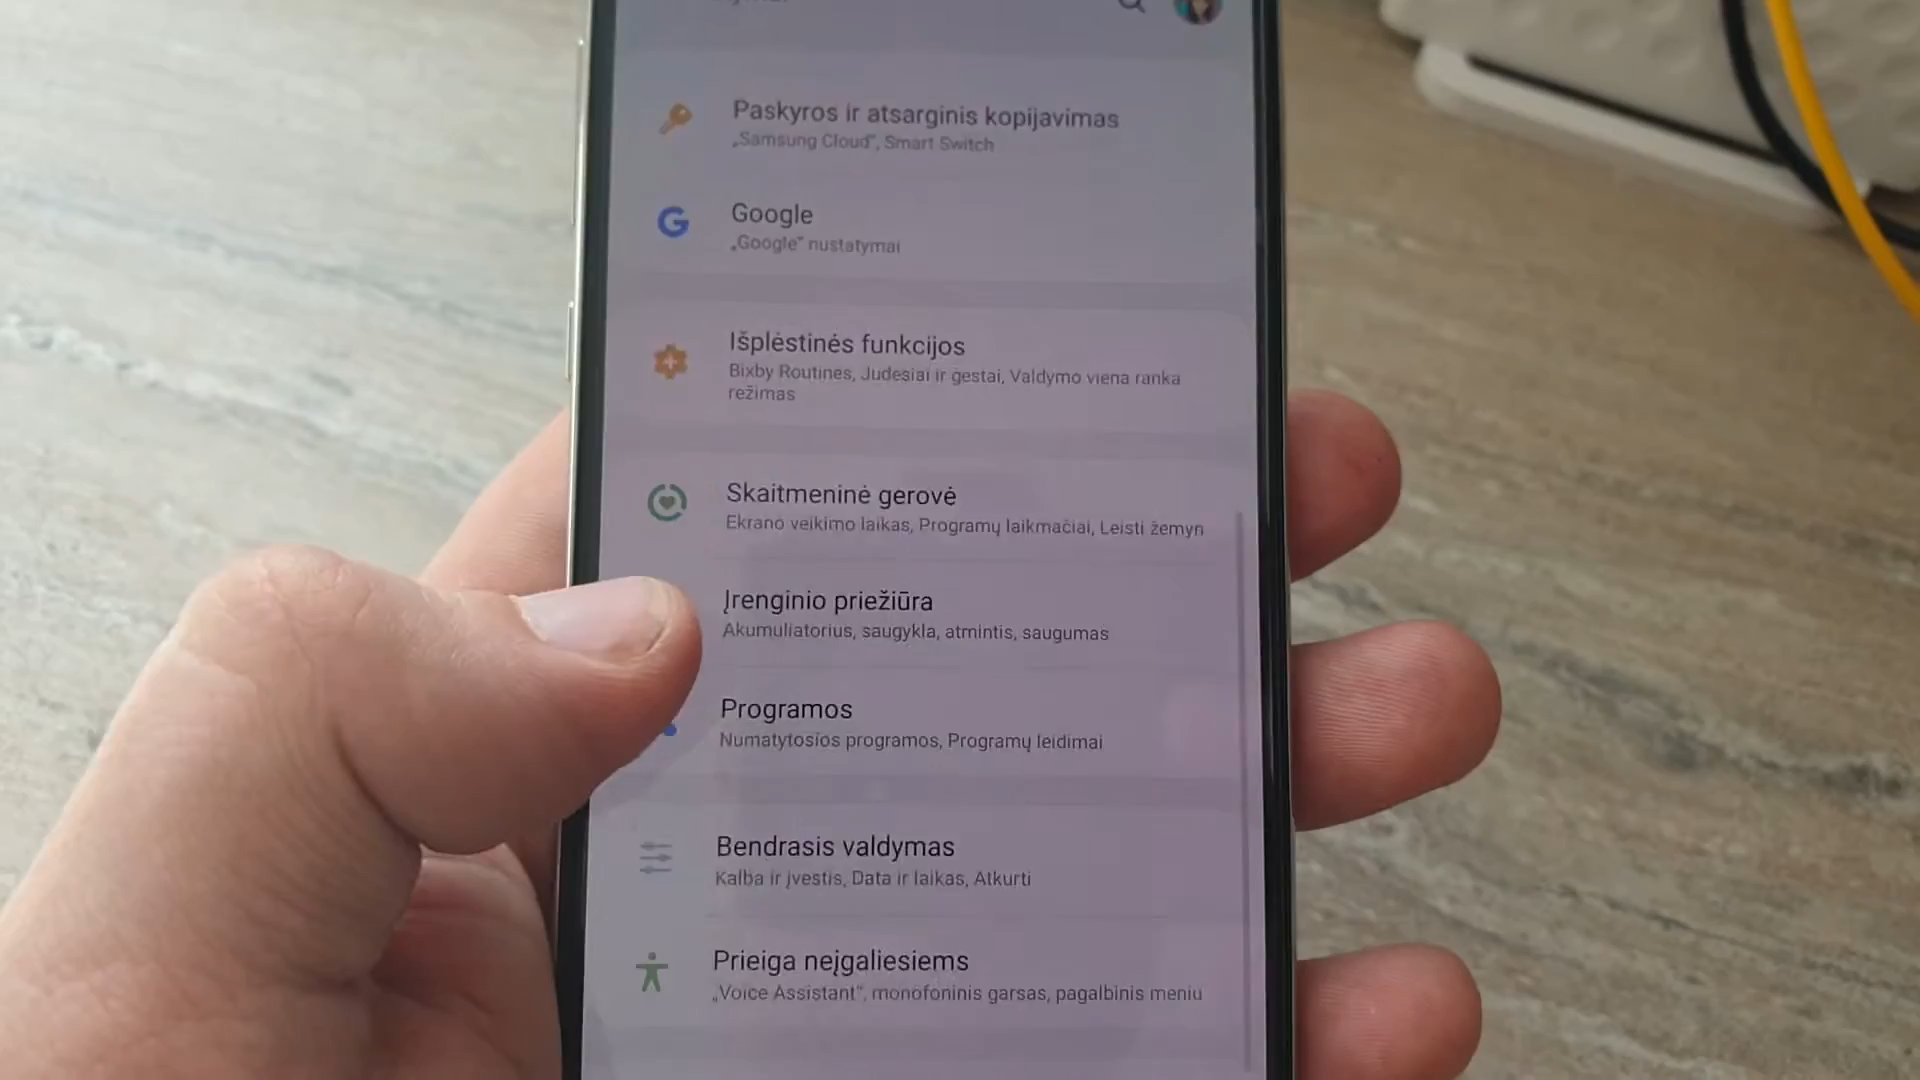 Paskyros ir atsarginis kopijavimas
„Samsung Cloud“, Smart Switch
Google
„Google“ nustatymai
Išplėstinės funkcijos
Bixby Routines, Judesiai ir gestai, Valdymo viena ranka
režimas
Skaitmeninė gerovė
Ekrano veikimo laikas, Programų laikmačiai, Leisti žemyn
Įrenginio priežiūra
Akumuliatorius, saugykla, atmintis, saugumas
Programos
Numatytosios programos, Programų leidimai
Bendrasis valdymas
Kalba ir įvestis, Data ir laikas, Atkurti
Prieiga neįgaliesiems
„Voice Assistant“, monofoninis garsas, pagalbinis meniu